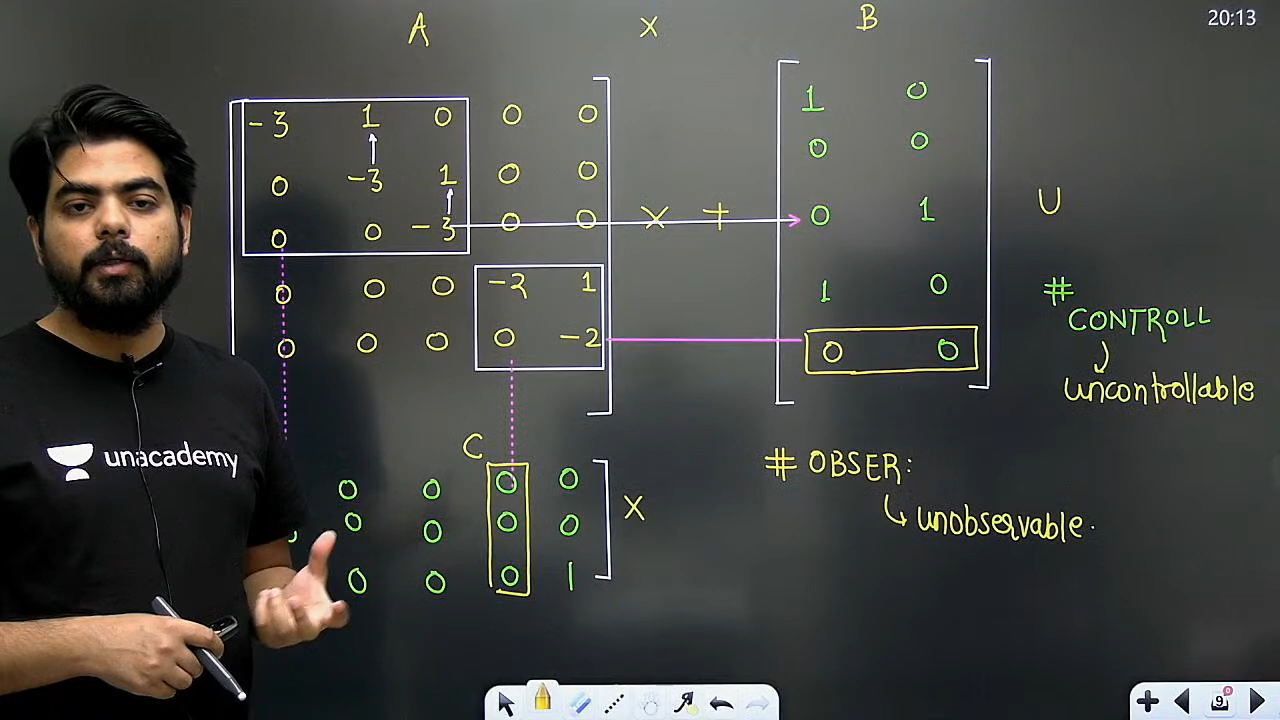 A X B
20:13
-3 1 0 0 0
1 0
0 -3 1 0 0
0 0
0 0 -3 0 0 X + 0 1 U
0 0 0 -2 1
1 0
0 0 0 0 -2
0 0
# CONTROLL
uncontrollable
C
0 0 0 0
X
0 0 0 0
0 0 0 1
# OBSER:
unobservable.
unacademy
9
0